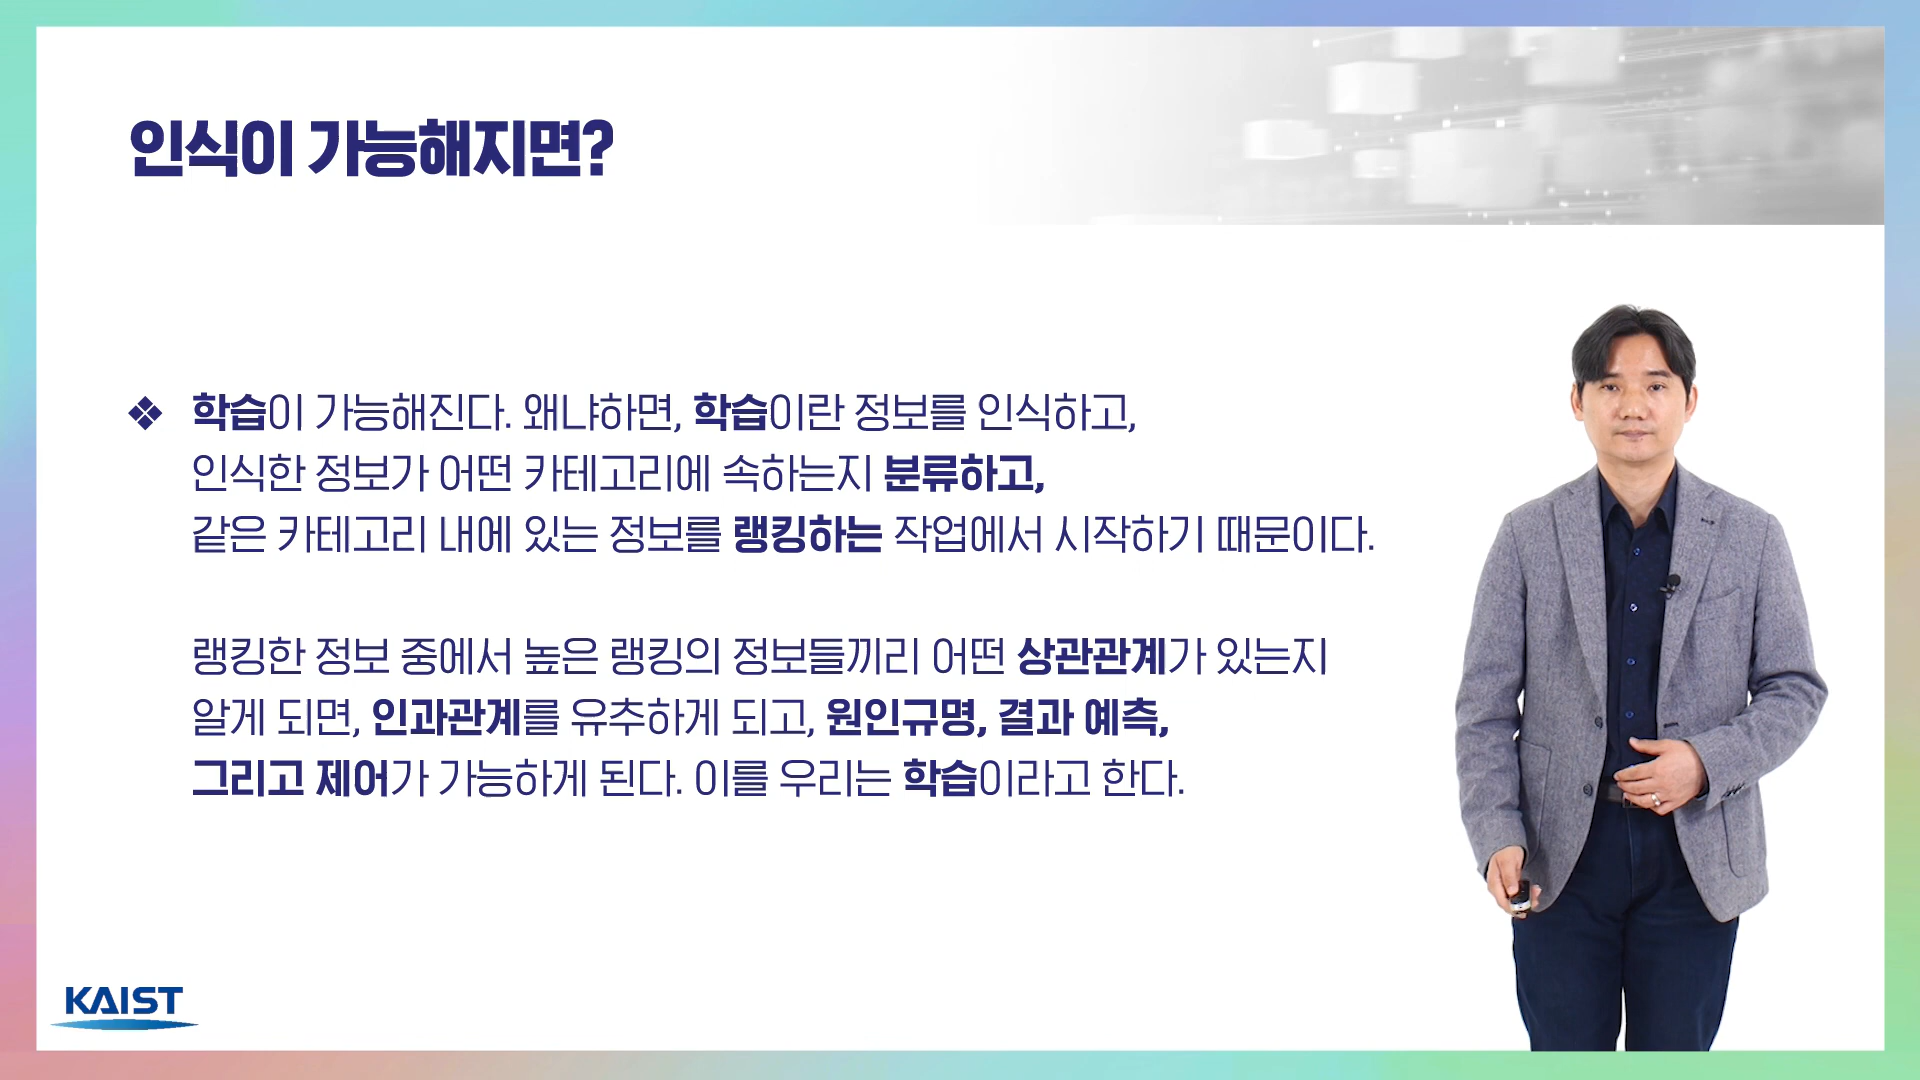 인식이 가능해지면?
학습이 가능해진다. 왜냐하면, 학습이란 정보를 인식하고,
인식한 정보가 어떤 카테고리에 속하는지 분류하고,
같은 카테고리 내에 있는 정보를 랭킹하는 작업에서 시작하기 때문이다.
랭킹한 정보 중에서 높은 랭킹의 정보들끼리 어떤 상관관계가 있는지
알게 되면, 인과관계를 유추하게 되고, 원인규명, 결과 예측,
그리고 제어가 가능하게 된다. 이를 우리는 학습이라고 한다.
KAIST